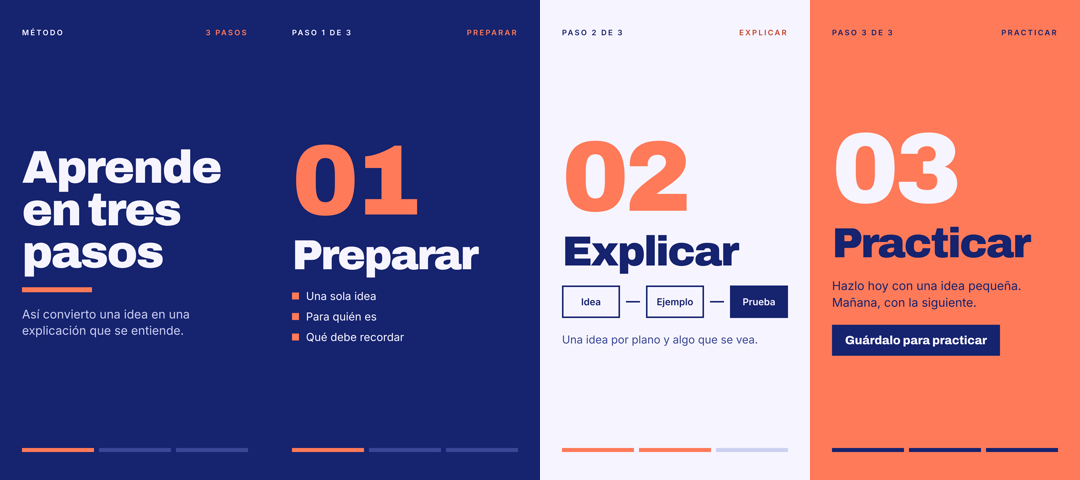 MÉTODO
3 PASOS
Aprende
en tres
pasos
Así convierto una idea en una
explicación que se entiende.
PASO 1 DE 3
PREPARAR
01
Preparar
Una sola idea
Para quién es
Qué debe recordar
PASO 2 DE 3
EXPLICAR
02
Explicar
Idea
Ejemplo
Prueba
Una idea por plano y algo que se vea.
PASO 3 DE 3
PRACTICAR
03
Practicar
Hazlo hoy con una idea pequeña.
Mañana, con la siguiente.
Guárdalo para practicar